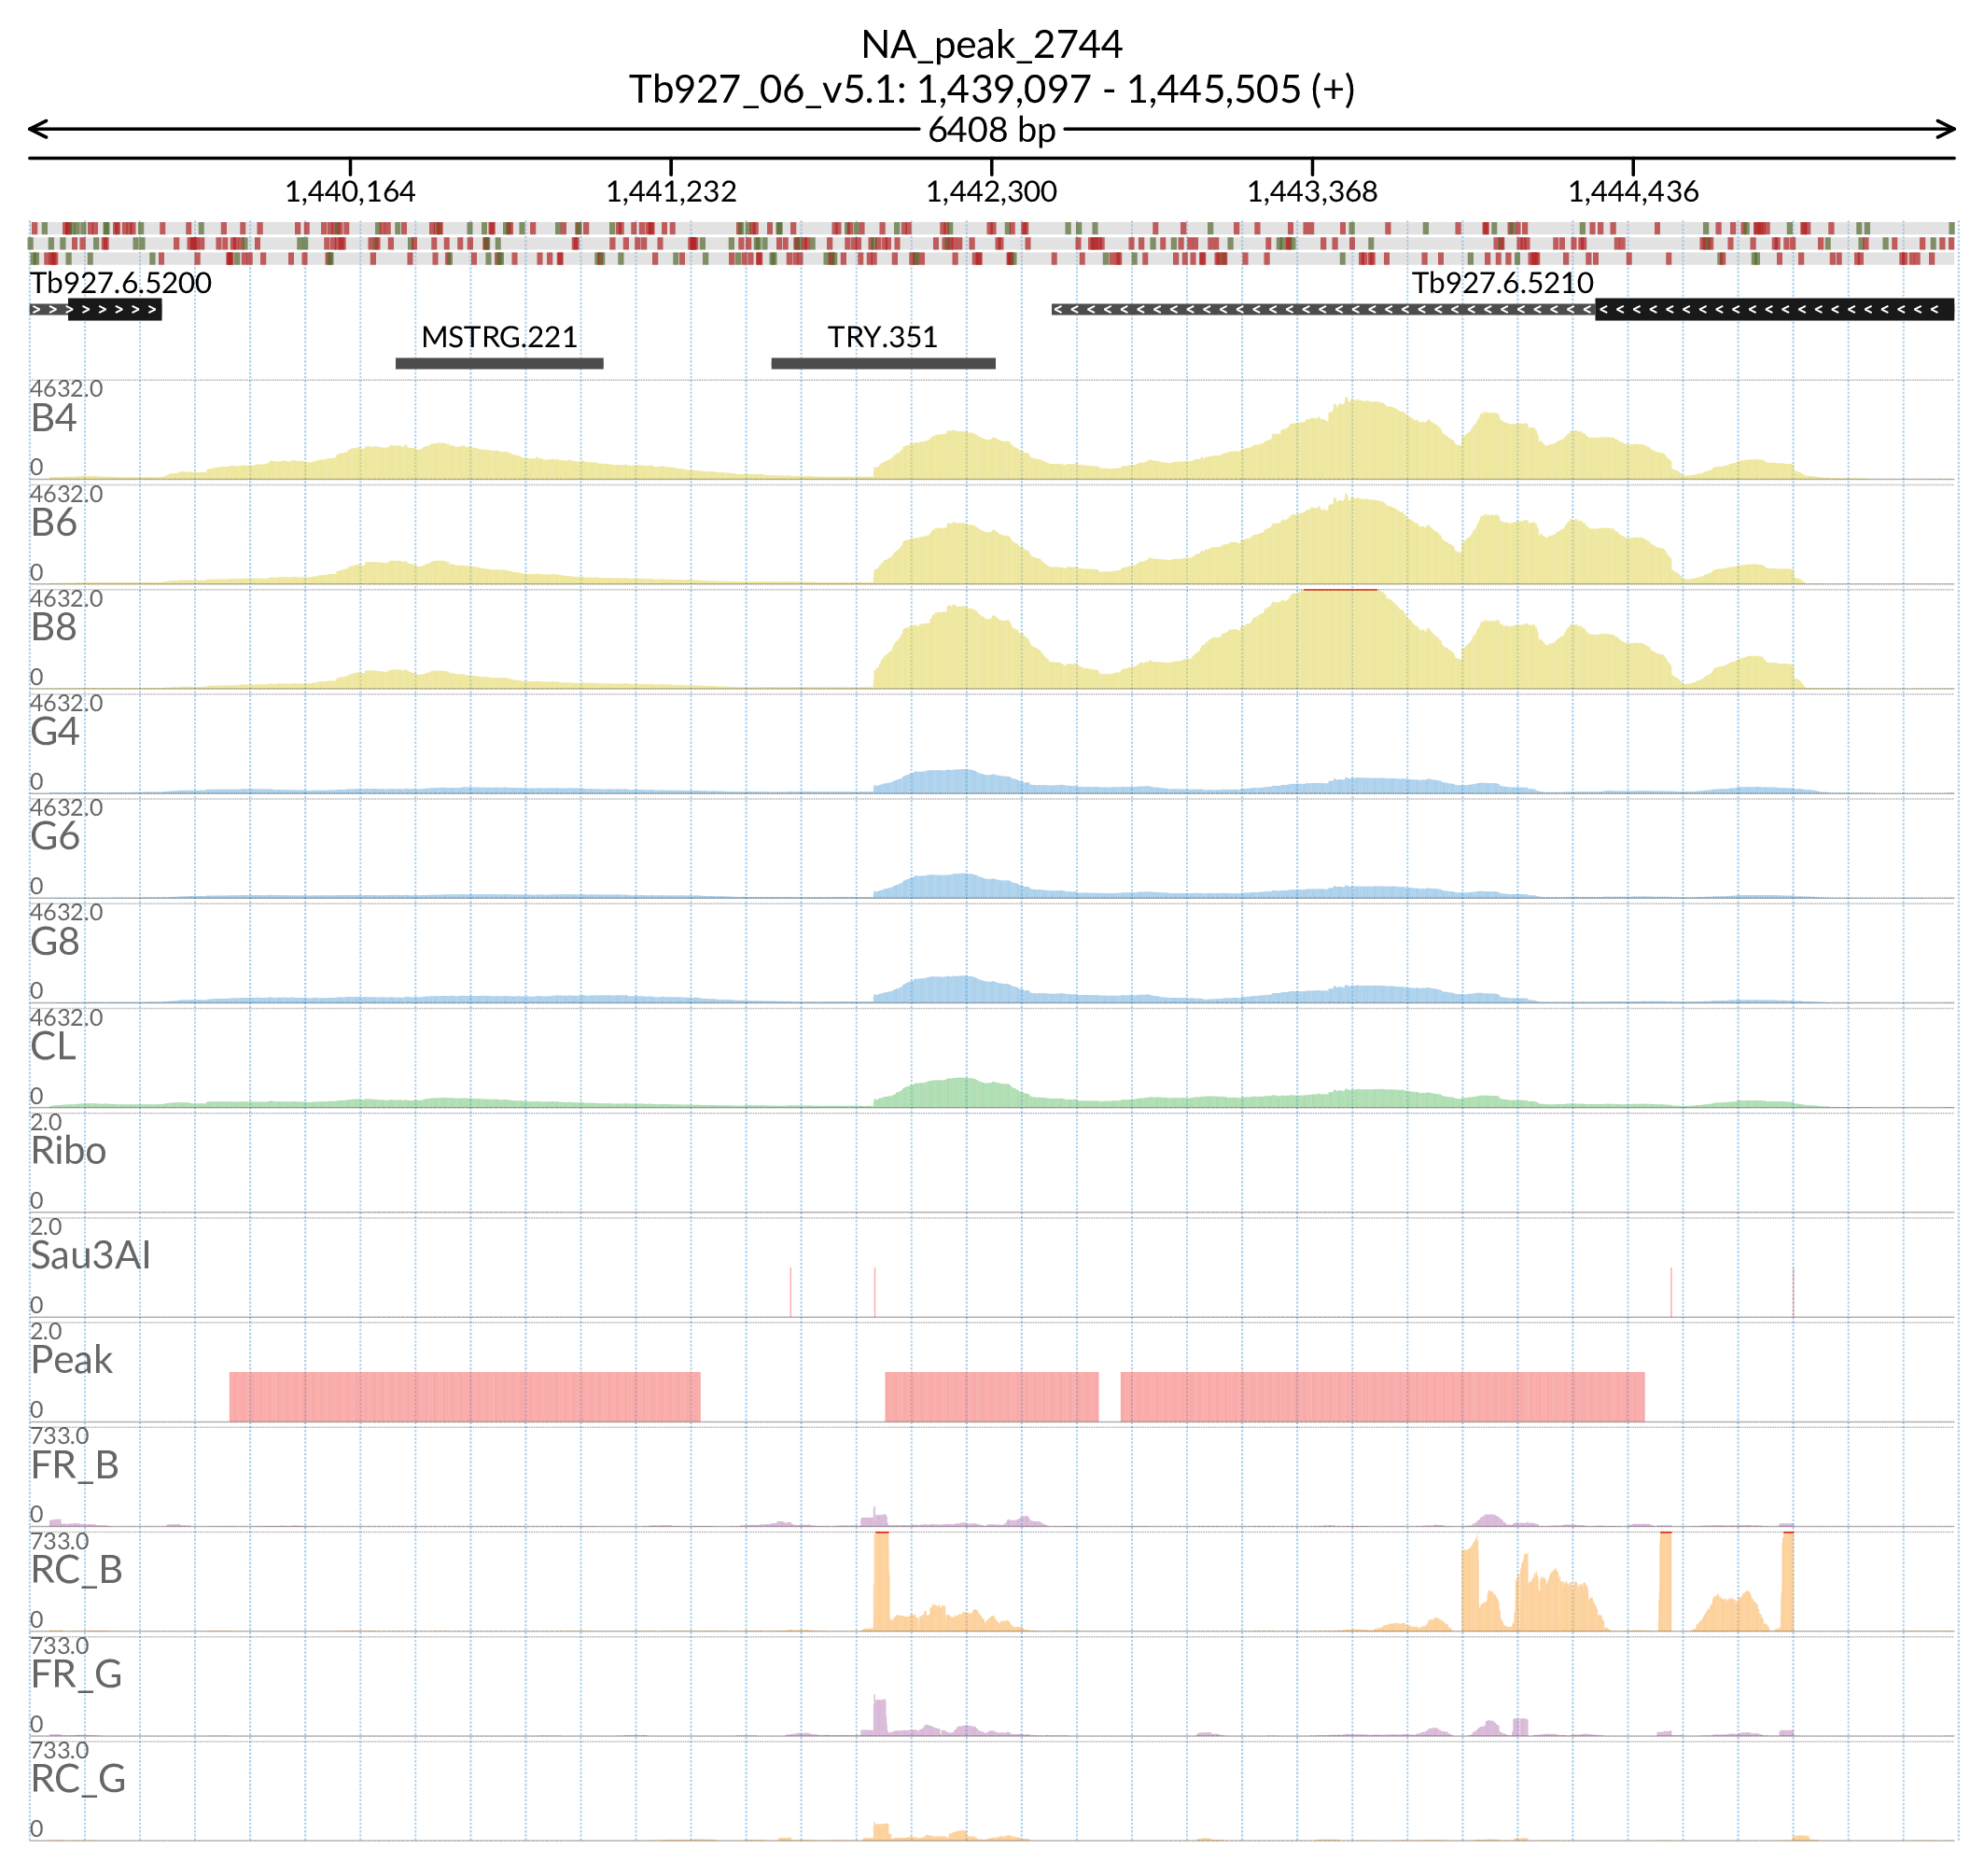 NA_peak_2744
Tb927_06_v5.1: 1,439,097 - 1,445,505 (+)
6408 bp
1,440,164 1,441,232 1,442,300 1,443,368 1,444,436
Tb927.6.5200 Tb927.6.5210
MSTRG.221 TRY.351
4632.0
B4
0
4632.0
B6
0
4632.0
B8
0
4632.0
G4
0
4632.0
G6
0
4632.0
G8
0
4632.0
CL
0
2.0
Ribo
0
2.0
Sau3AI
0
2.0
Peak
0
733.0
FR_B
0
733.0
RC_B
0
733.0
FR_G
0
733.0
RC_G
0